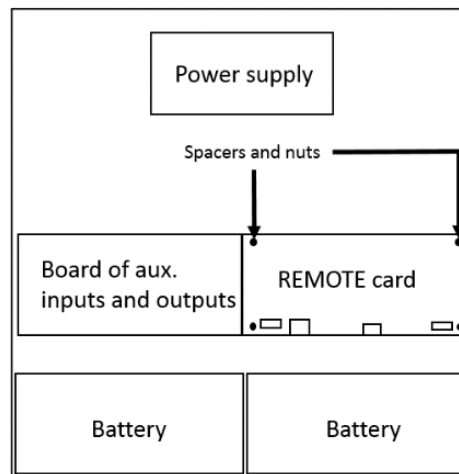 Power supply
Spacers and nuts
Board of aux.
inputs and outputs
REMOTE card
Battery
Battery